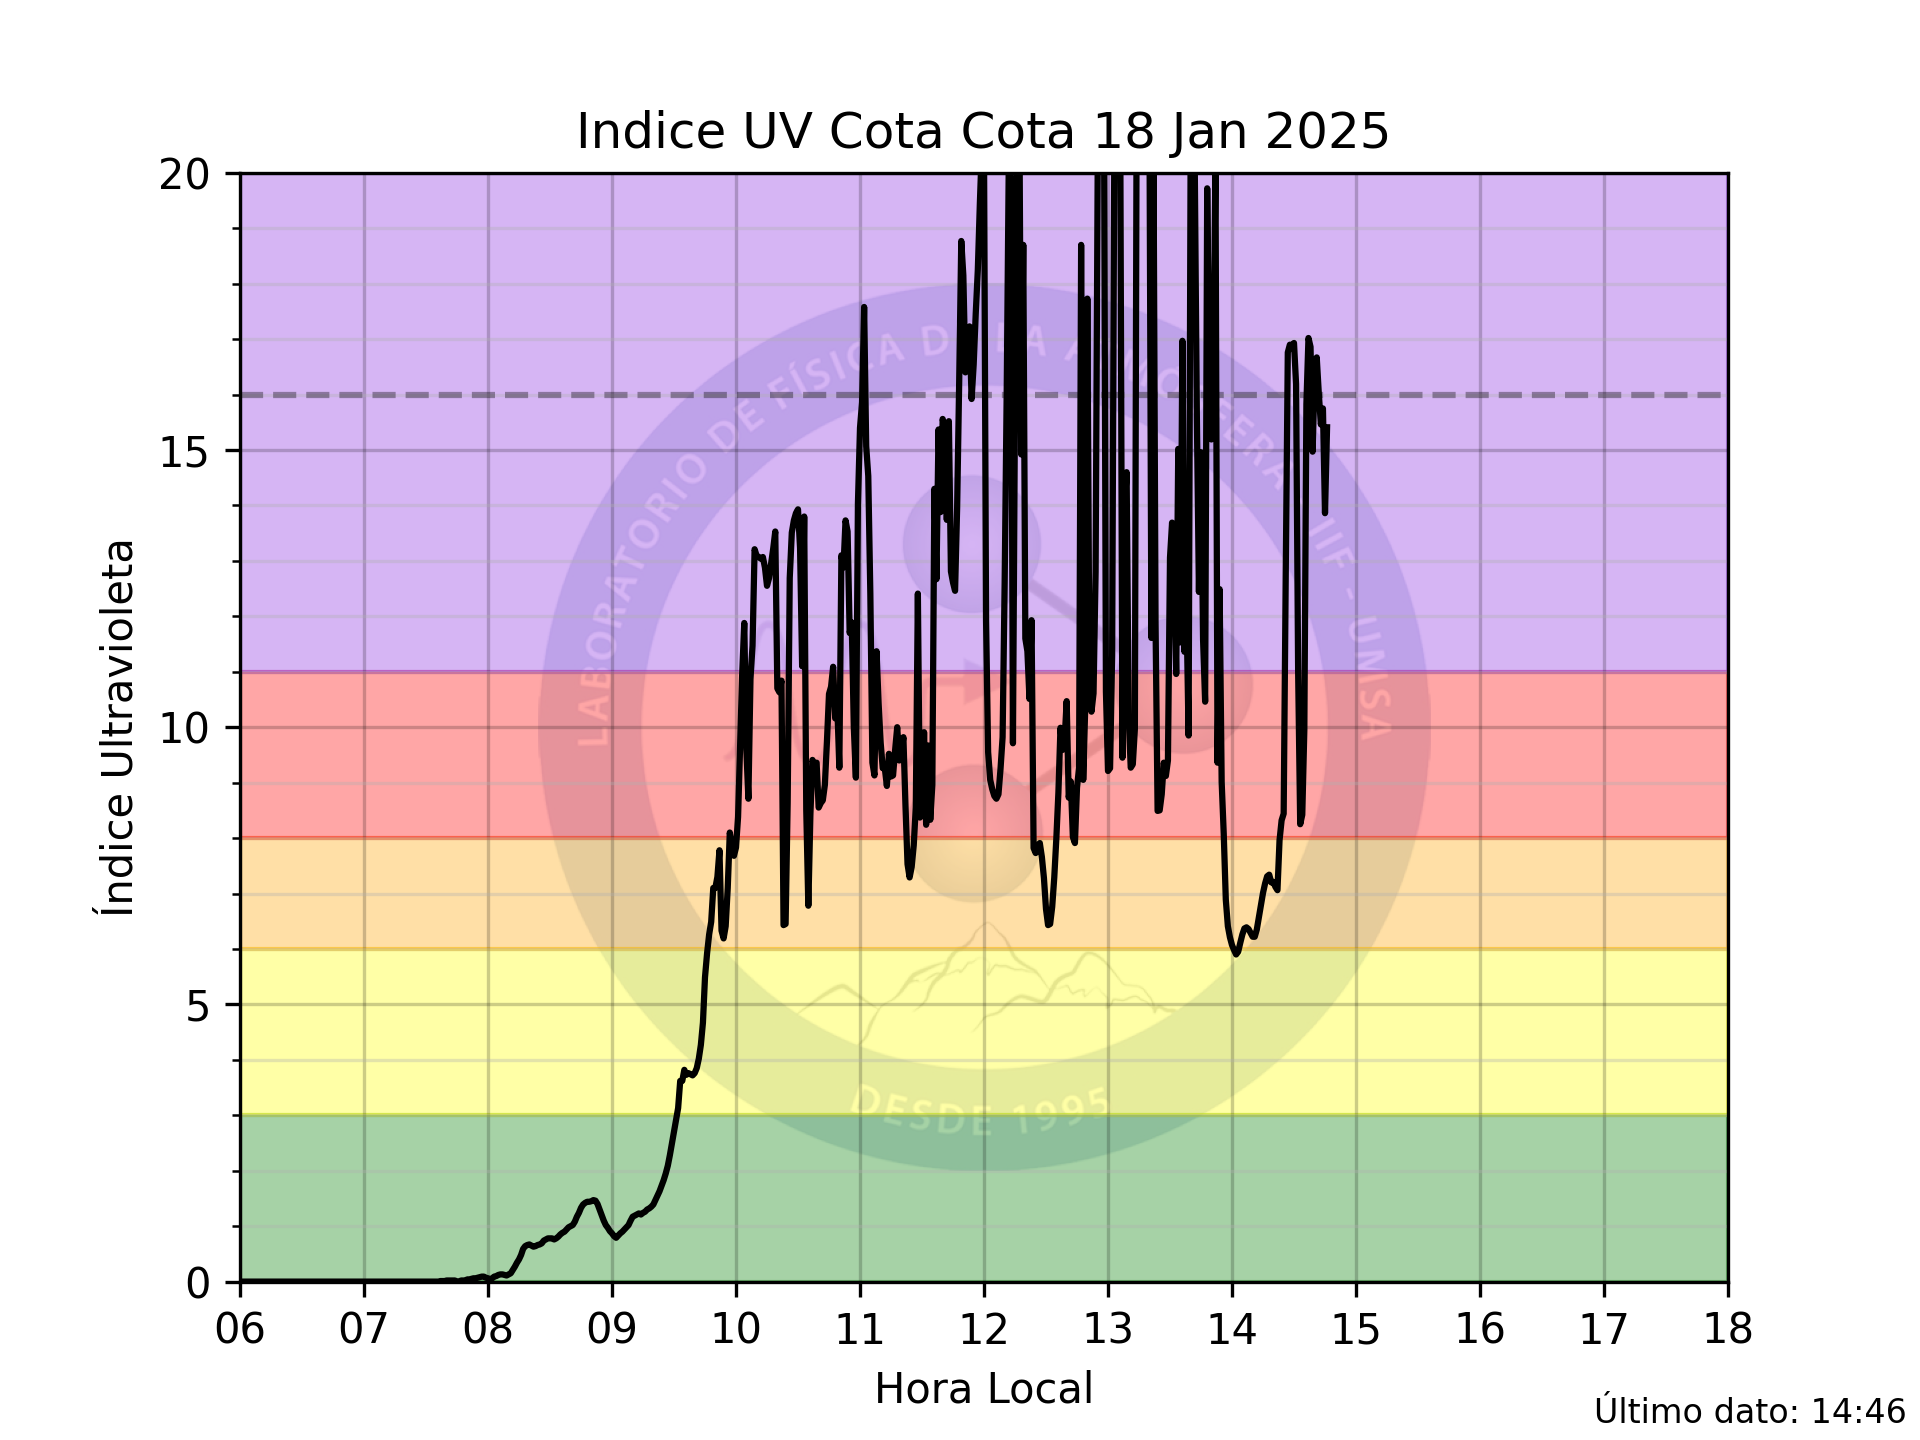 Indice UV Cota Cota 18 Jan 2025
Índice Ultravioleta
20
15
10
5
0
LABORATORIO DE FÍSICA DE LA ATMÓSFERA IIF - UMSA
DESDE 1995
06 07 08 09 10 11 12 13 14 15 16 17 18
Hora Local
Último dato: 14:46